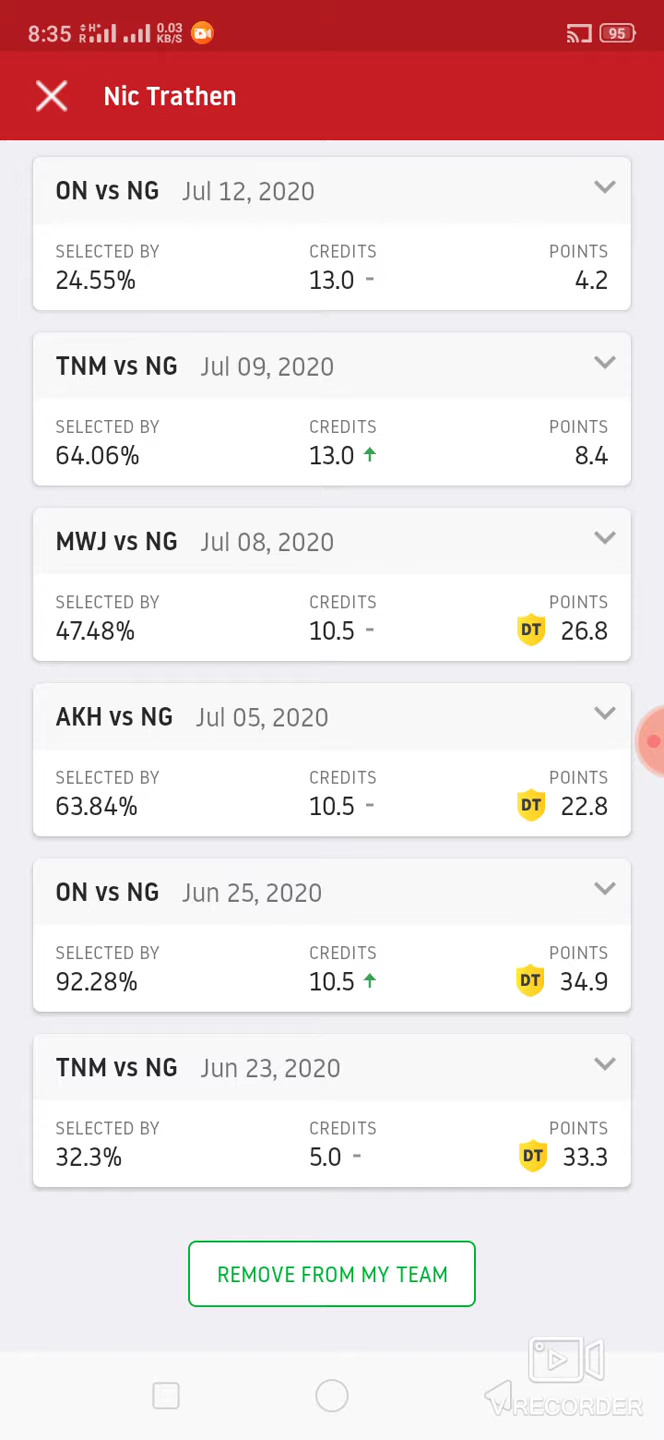 8:35 R H+ 0.03 KB/S 95
Nic Trathen
ON vs NG Jul 12, 2020
SELECTED BY CREDITS POINTS
24.55% 13.0 - 4.2
TNM vs NG Jul 09, 2020
SELECTED BY CREDITS POINTS
64.06% 13.0 ↑ 8.4
MWJ vs NG Jul 08, 2020
SELECTED BY CREDITS POINTS
47.48% 10.5 - DT 26.8
AKH vs NG Jul 05, 2020
SELECTED BY CREDITS POINTS
63.84% 10.5 - DT 22.8
ON vs NG Jun 25, 2020
SELECTED BY CREDITS POINTS
92.28% 10.5 ↑ DT 34.9
TNM vs NG Jun 23, 2020
SELECTED BY CREDITS POINTS
32.3% 5.0 - DT 33.3
REMOVE FROM MY TEAM
VRECORDER